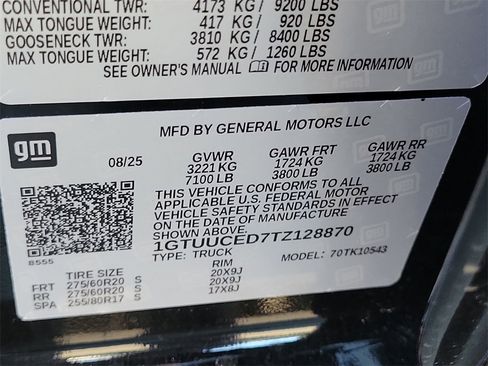 CONVENTIONAL TWR: 4173 KG / 9200 LBS
MAX TONGUE WEIGHT: 417 KG / 920 LBS
GOOSENECK TWR: 3810 KG / 8400 LBS
MAX TONGUE WEIGHT: 572 KG / 1260 LBS
SEE OWNER'S MANUAL FOR MORE INFORMATION
gm
MFD BY GENERAL MOTORS LLC
08/25 GVWR GAWR FRT GAWR RR
3221 KG 1724 KG 1724 KG
7100 LB 3800 LB 3800 LB
THIS VEHICLE CONFORMS TO ALL
APPLICABLE U.S. FEDERAL MOTOR
VEHICLE SAFETY STANDARDS IN
EFFECT ON THE DATE OF MANUFACTURE
SHOWN ABOVE.
1GTUUCED7TZ128870
8555
TYPE: TRUCK MODEL: 70TK10543
TIRE SIZE RIM
FRT 275/60R20 S 20X9J
RR 275/60R20 S 20X9J
SPA 255/80R17 S 17X8J